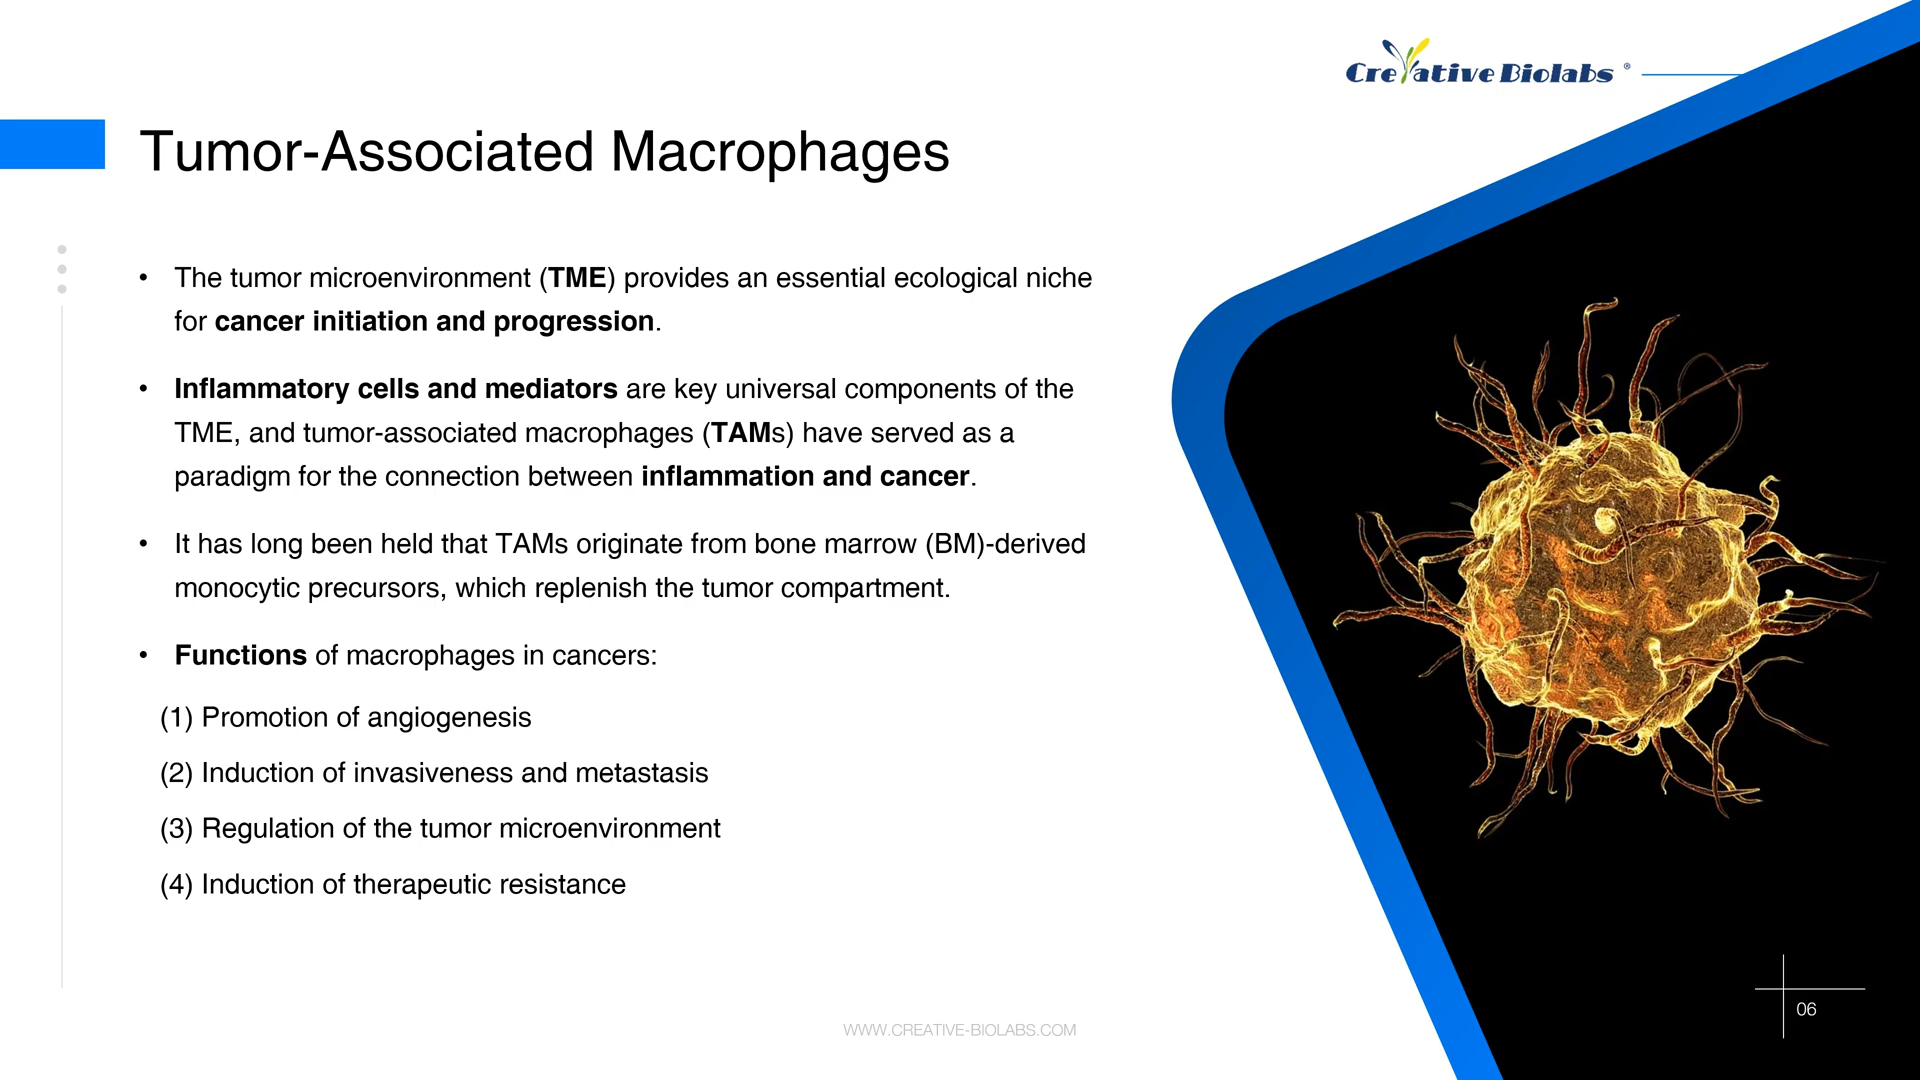 Creative Biolabs ®
Tumor-Associated Macrophages
• The tumor microenvironment (TME) provides an essential ecological niche
for cancer initiation and progression.
• Inflammatory cells and mediators are key universal components of the
TME, and tumor-associated macrophages (TAMs) have served as a
paradigm for the connection between inflammation and cancer.
• It has long been held that TAMs originate from bone marrow (BM)-derived
monocytic precursors, which replenish the tumor compartment.
• Functions of macrophages in cancers:
(1) Promotion of angiogenesis
(2) Induction of invasiveness and metastasis
(3) Regulation of the tumor microenvironment
(4) Induction of therapeutic resistance
06
WWW.CREATIVE-BIOLABS.COM